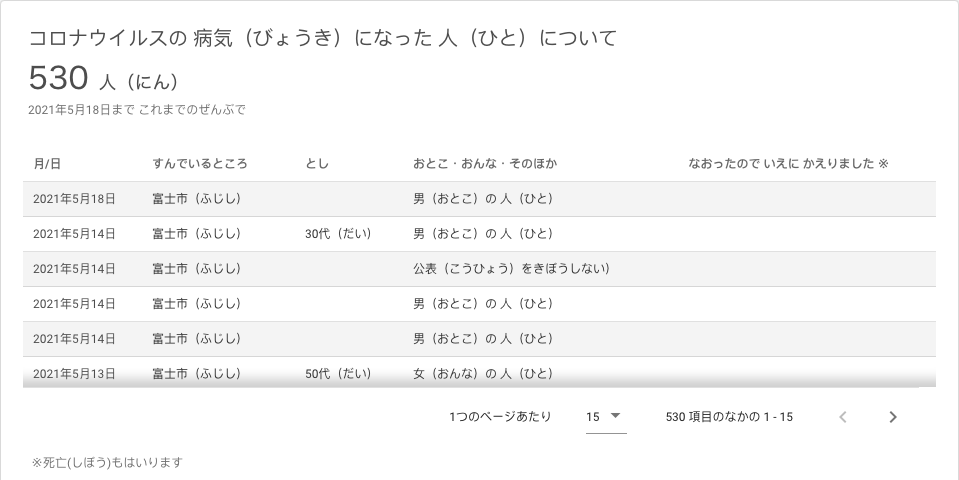 コロナウイルスの 病気（びょうき）になった 人（ひと）について
530 人（にん）
2021年5月18日まで これまでのぜんぶで
月/日 すんでいるところ とし おとこ・おんな・そのほか なおったので いえに かえりました ※
2021年5月18日 富士市（ふじし） 男（おとこ）の 人（ひと）
2021年5月14日 富士市（ふじし） 30代（だい） 男（おとこ）の 人（ひと）
2021年5月14日 富士市（ふじし） 公表（こうひょう）をきぼうしない）
2021年5月14日 富士市（ふじし） 男（おとこ）の 人（ひと）
2021年5月14日 富士市（ふじし） 男（おとこ）の 人（ひと）
2021年5月13日 富士市（ふじし） 50代（だい） 女（おんな）の 人（ひと）
1つのページあたり 15 530 項目のなかの 1 - 15
※死亡(しぼう)もはいります